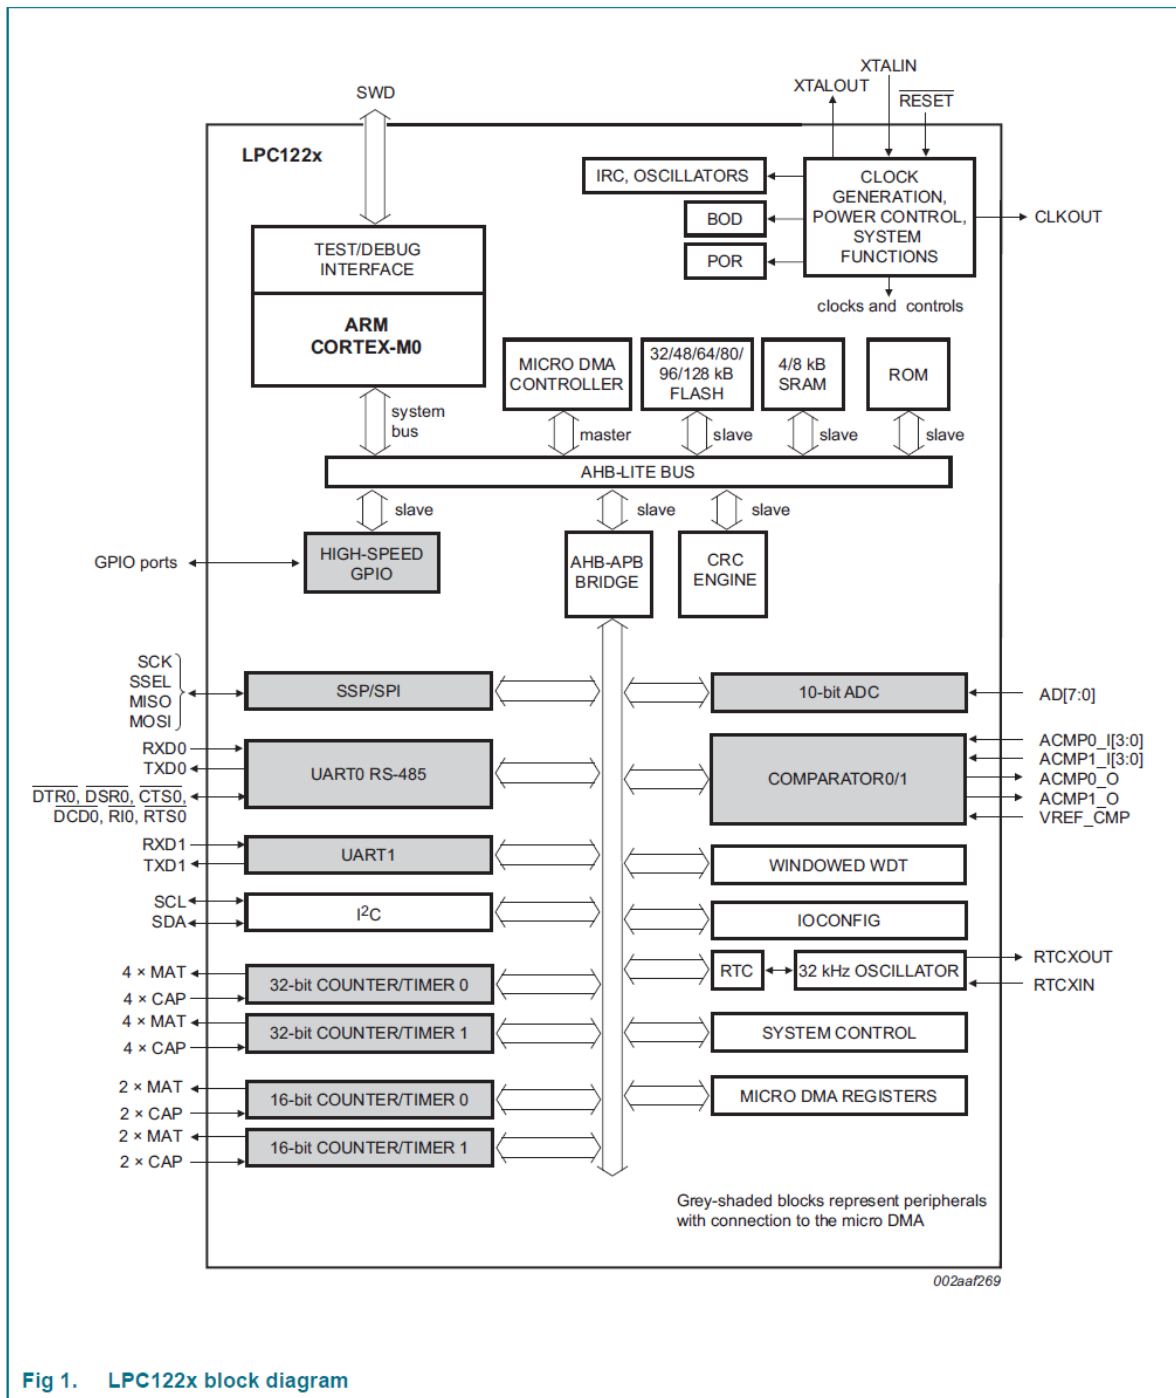 XTALIN
XTALOUT
RESET
SWD
LPC122x
IRC, OSCILLATORS
CLOCK
GENERATION,
POWER CONTROL,
SYSTEM
FUNCTIONS
CLKOUT
BOD
POR
TEST/DEBUG
INTERFACE
clocks and controls
ARM
CORTEX-M0
MICRO DMA
CONTROLLER
32/48/64/80/
96/128 kB
FLASH
4/8 kB
SRAM
ROM
system
bus
master
slave
slave
slave
AHB-LITE BUS
slave
slave
slave
GPIO ports
HIGH-SPEED
GPIO
AHB-APB
BRIDGE
CRC
ENGINE
SCK
SSEL
MISO
MOSI
SSP/SPI
10-bit ADC
AD[7:0]
RXD0
TXD0
DTR0, DSR0, CTS0,
DCD0, RI0, RTS0
UART0 RS-485
COMPARATOR0/1
ACMP0_I[3:0]
ACMP1_I[3:0]
ACMP0_O
ACMP1_O
VREF_CMP
RXD1
TXD1
UART1
WINDOWED WDT
SCL
SDA
I²C
IOCONFIG
4 × MAT
4 × CAP
32-bit COUNTER/TIMER 0
RTC
32 kHz OSCILLATOR
RTCXOUT
RTCXIN
4 × MAT
4 × CAP
32-bit COUNTER/TIMER 1
SYSTEM CONTROL
2 × MAT
2 × CAP
16-bit COUNTER/TIMER 0
MICRO DMA REGISTERS
2 × MAT
2 × CAP
16-bit COUNTER/TIMER 1
Grey-shaded blocks represent peripherals
with connection to the micro DMA
002aaf269
Fig 1. LPC122x block diagram